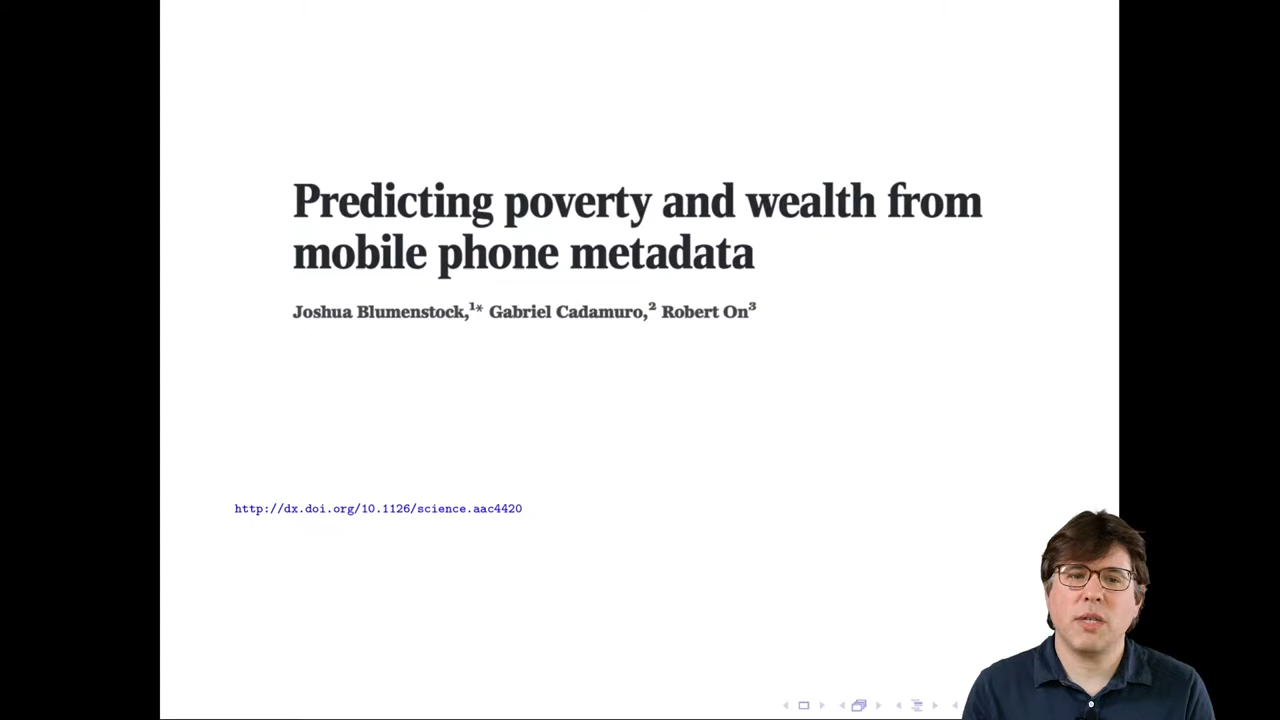 Predicting poverty and wealth from
mobile phone metadata
Joshua Blumenstock,¹* Gabriel Cadamuro,² Robert On³
http://dx.doi.org/10.1126/science.aac4420